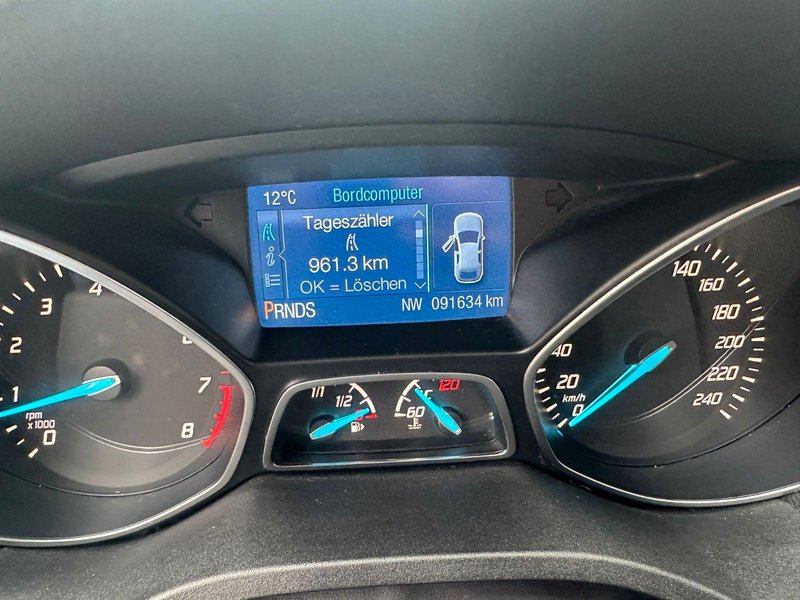 12°C Bordcomputer
Tageszähler
961.3 km
OK = Löschen
PRNDS NW 091634 km
4
3
2
1
0
rpm
x1000
7
8
1/1 1/2
60 °C 120
140
160
180
200
220
240
40
20
0
km/h